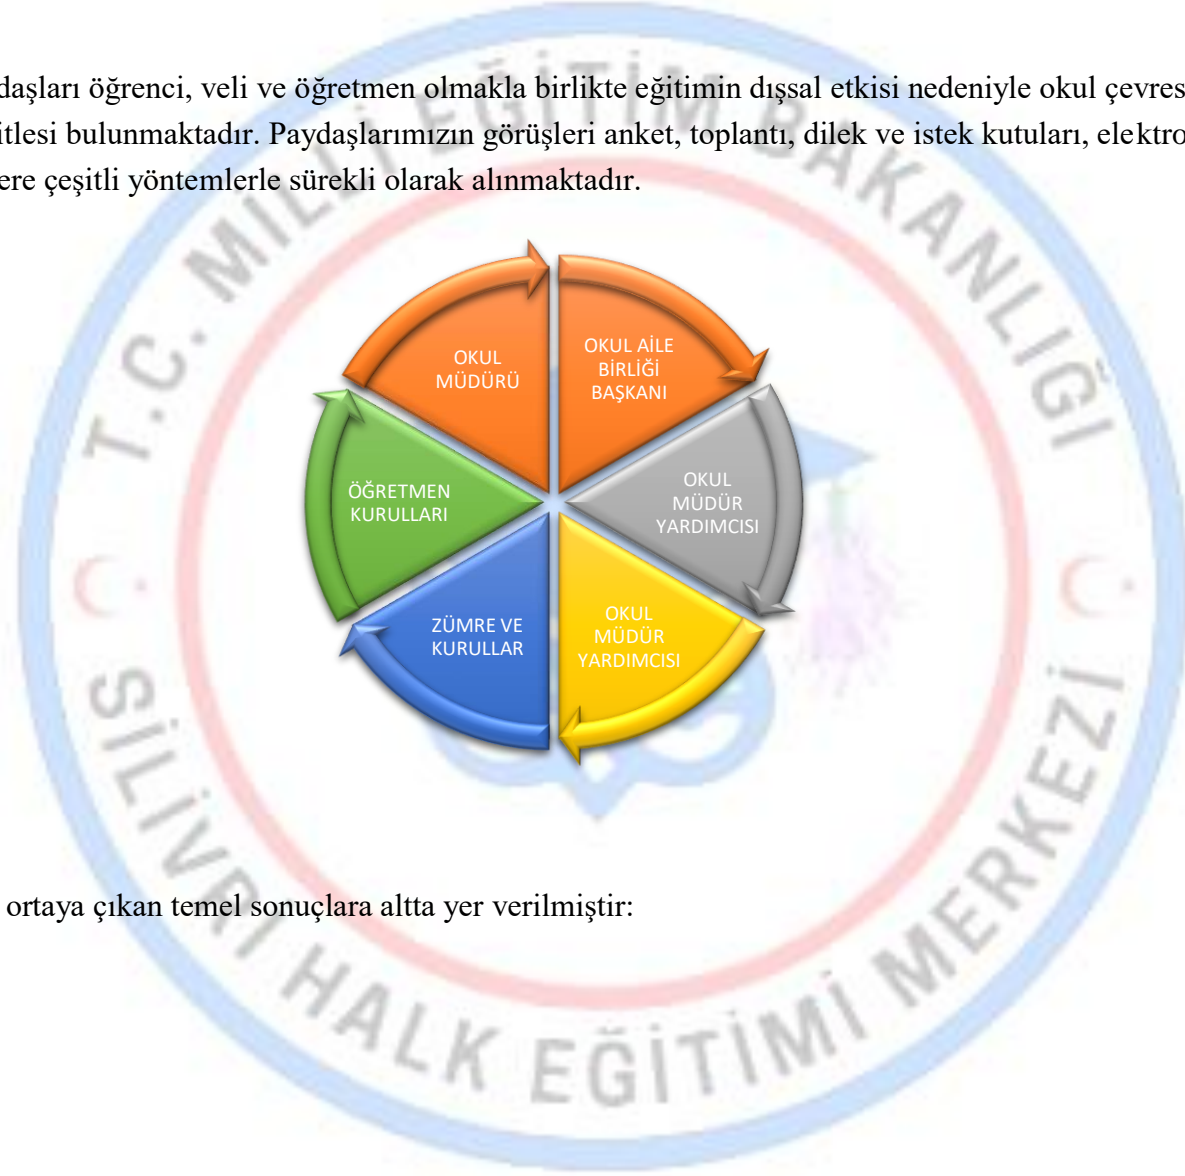 daşları öğrenci, veli ve öğretmen olmakla birlikte eğitimin dışsal etkisi nedeniyle okul çevres
itlesi bulunmaktadır. Paydaşlarımızın görüşleri anket, toplantı, dilek ve istek kutuları, elektro
ere çeşitli yöntemlerle sürekli olarak alınmaktadır.
T.C. MİLLİ EĞİTİM BAKANLIĞI
OKUL
MÜDÜRÜ
OKUL AİLE
BİRLİĞİ
BAŞKANI
ÖĞRETMEN
KURULLARI
OKUL
MÜDÜR
YARDIMCISI
ZÜMRE VE
KURULLAR
OKUL
MÜDÜR
YARDIMCISI
ortaya çıkan temel sonuçlara altta yer verilmiştir:
SİLİVRİ HALK EĞİTİMİ MERKEZİ